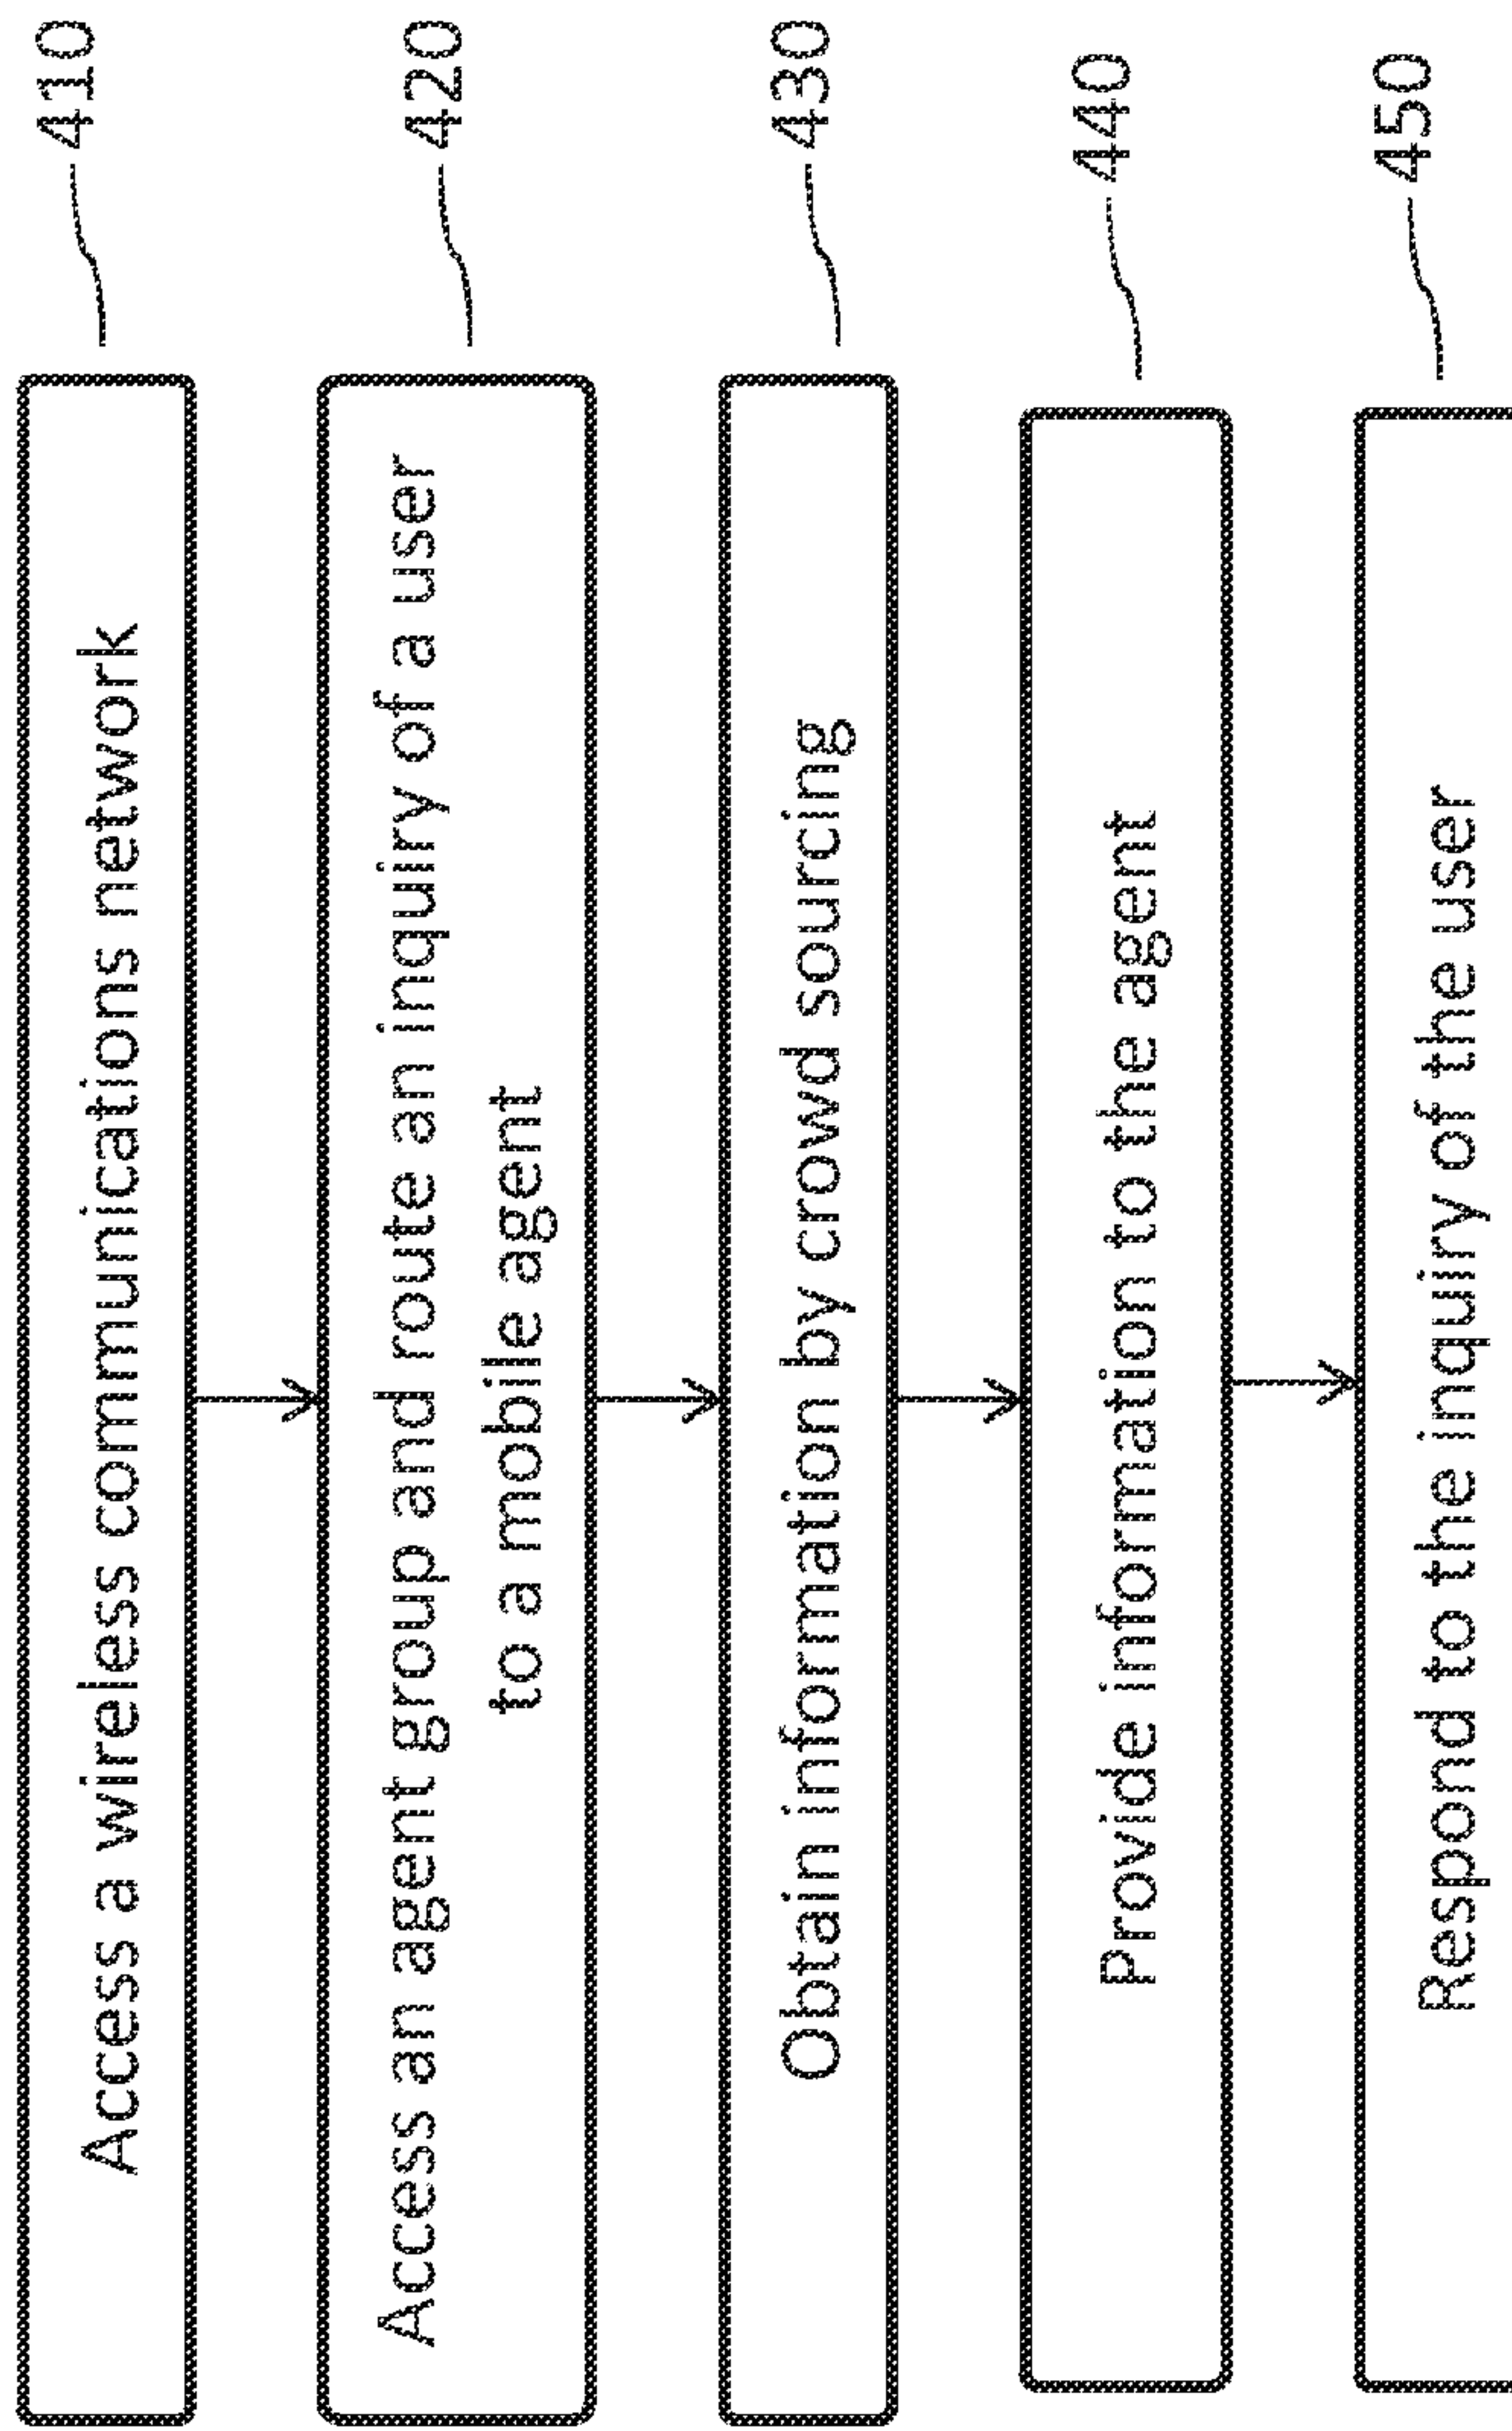 Access a wireless communications network
410
Access an agent group and route an inquiry of a user
to a mobile agent
420
Obtain information by crowd sourcing
430
Provide information to the agent
440
Respond to the inquiry of the user
450